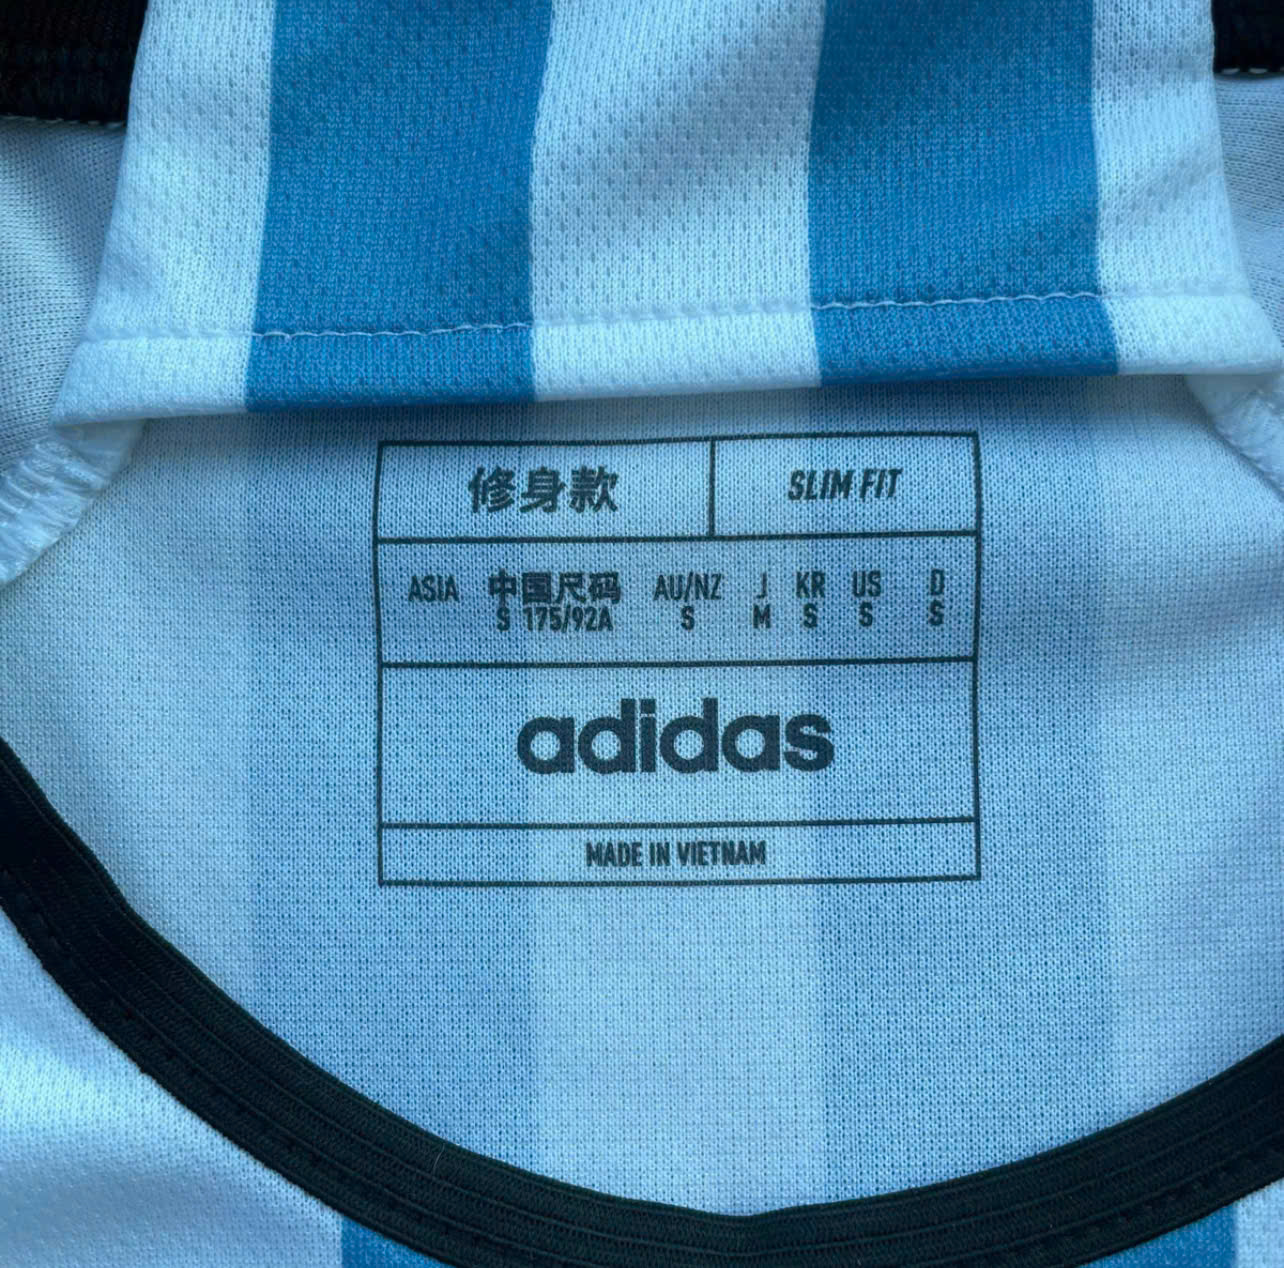 修身款 SLIM FIT
ASIA 中国尺码 AU/NZ J KR US D
S 175/92A S M S S S
adidas
MADE IN VIETNAM